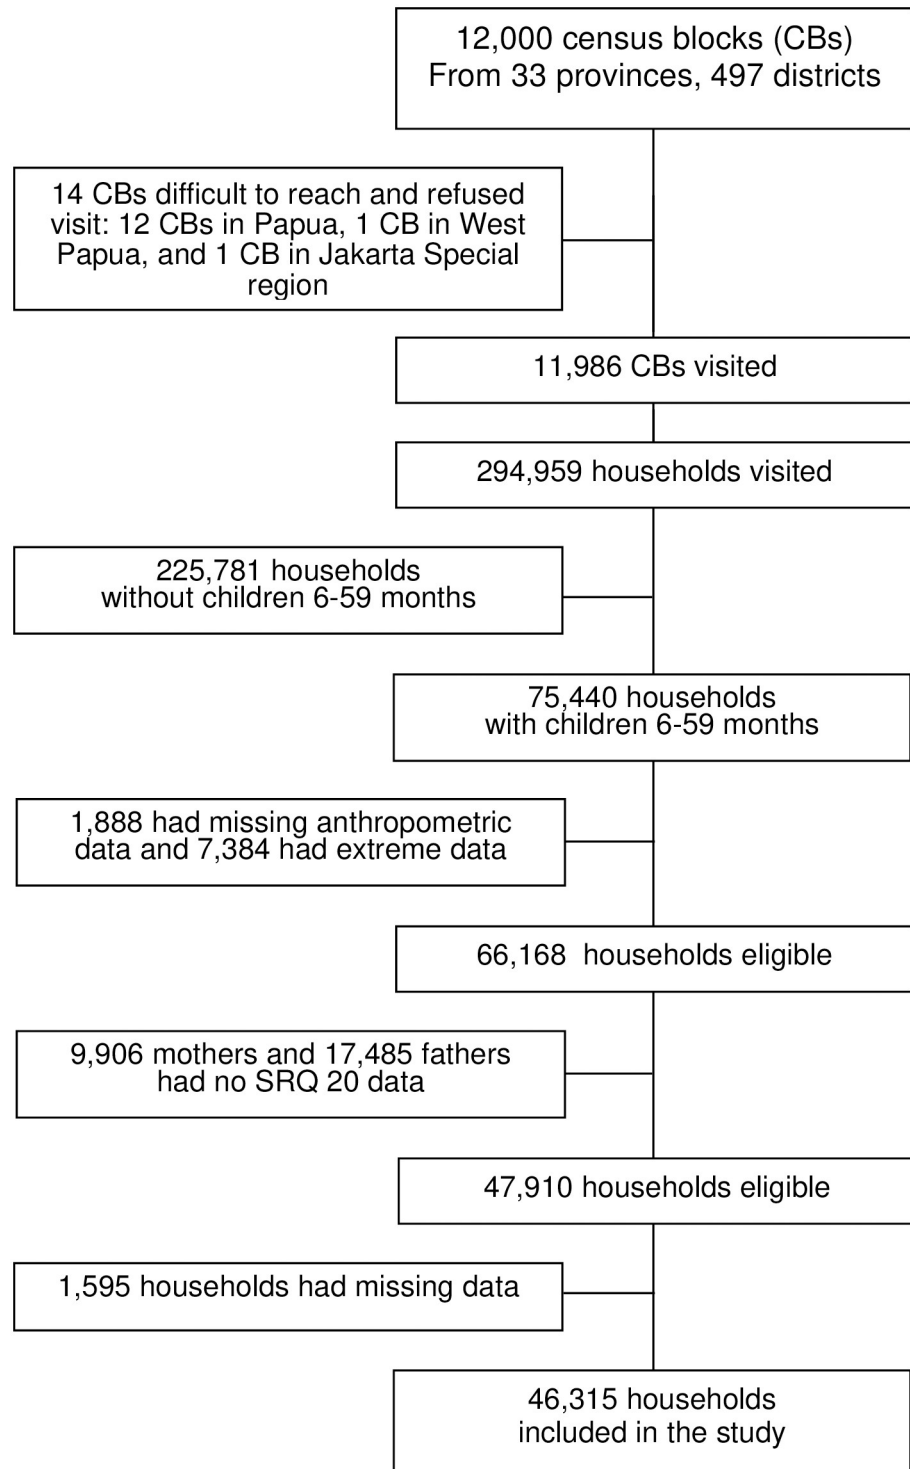 12,000 census blocks (CBs)
From 33 provinces, 497 districts
14 CBs difficult to reach and refused
visit: 12 CBs in Papua, 1 CB in West
Papua, and 1 CB in Jakarta Special
region
11,986 CBs visited
294,959 households visited
225,781 households
without children 6-59 months
75,440 households
with children 6-59 months
1,888 had missing anthropometric
data and 7,384 had extreme data
66,168  households eligible
9,906 mothers and 17,485 fathers
had no SRQ 20 data
47,910 households eligible
1,595 households had missing data
46,315 households
included in the study